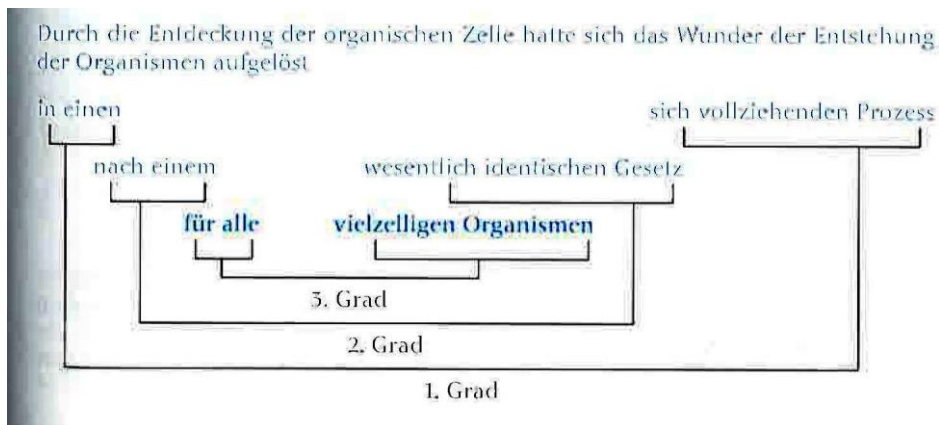 Durch die Entdeckung der organischen Zelle hatte sich das Wunder der Entstehung
der Organismen aufgelöst
in einen sich vollziehenden Prozess
nach einem wesentlich identischen Gesetz
für alle vielzelligen Organismen
3. Grad
2. Grad
1. Grad